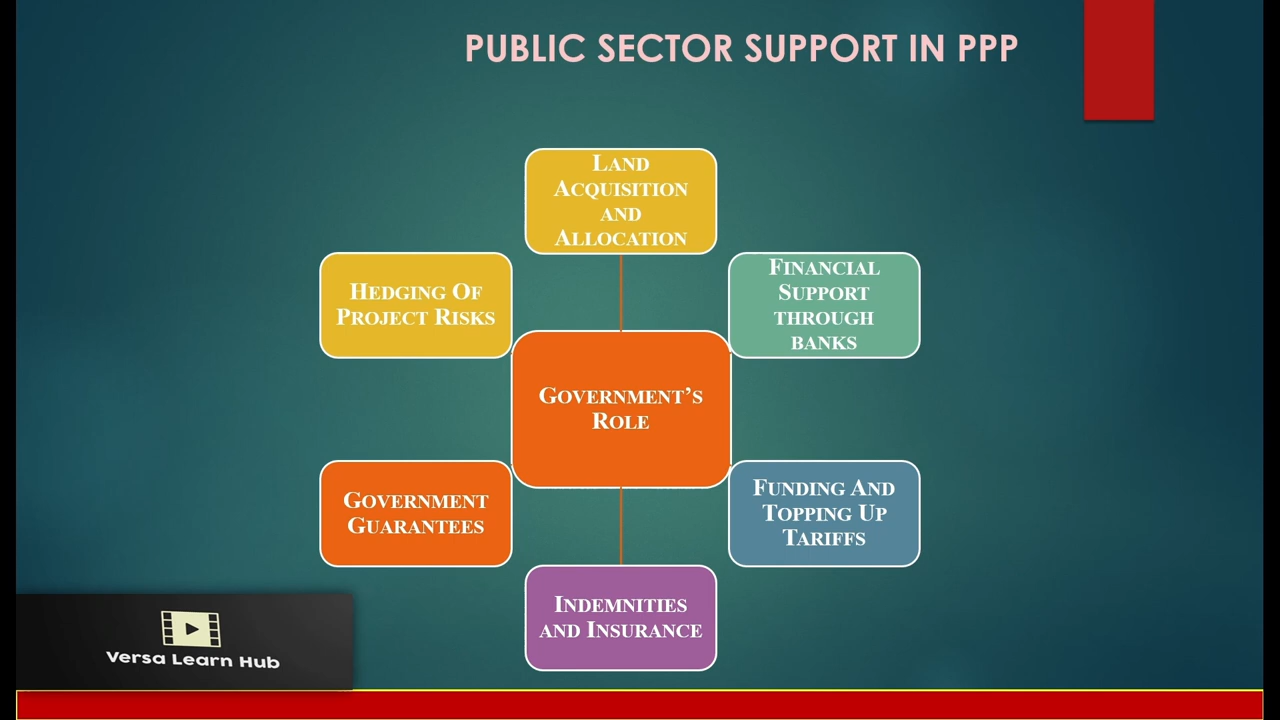 PUBLIC SECTOR SUPPORT IN PPP
LAND
ACQUISITION
AND
ALLOCATION
FINANCIAL
SUPPORT
THROUGH
BANKS
HEDGING OF
PROJECT RISKS
GOVERNMENT'S
ROLE
GOVERNMENT
GUARANTEES
FUNDING AND
TOPPING UP
TARIFFS
INDEMNITIES
AND INSURANCE
Versa Learn Hub